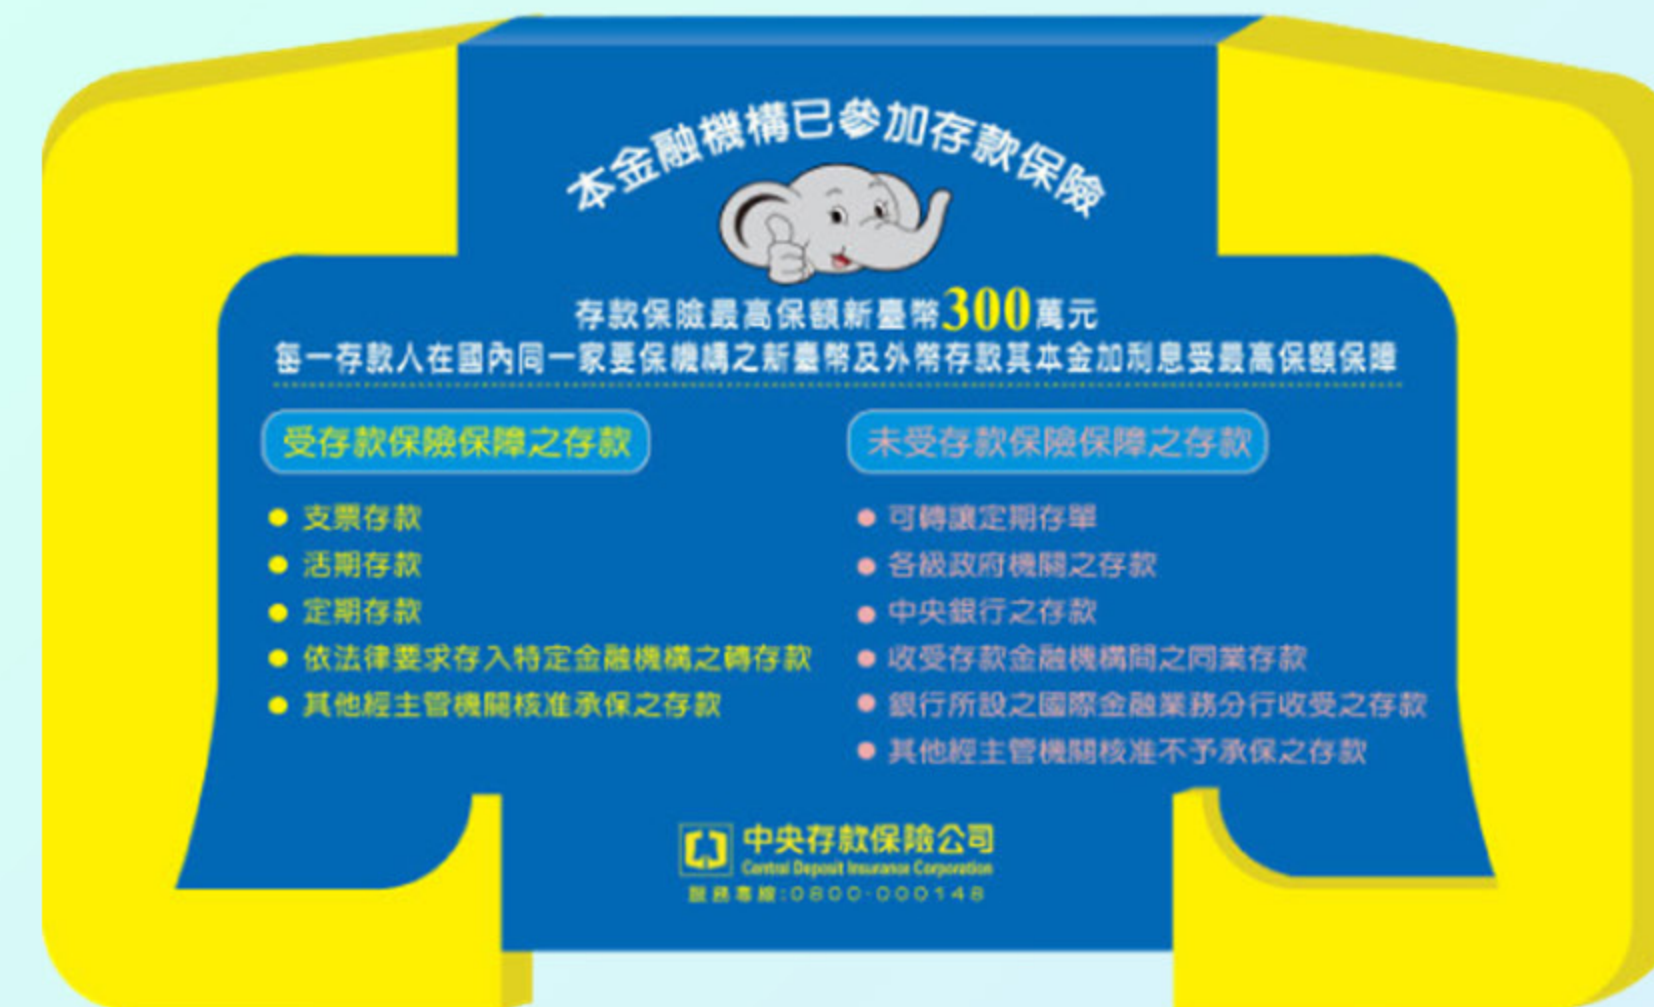 本金融機構已參加存款保險
存款保險最高保額新臺幣300萬元
每一存款人在國內同一家要保機構之新臺幣及外幣存款其本金加利息受最高保額保障
受存款保險保障之存款
● 支票存款
● 活期存款
● 定期存款
● 依法律要求存入特定金融機構之轉存款
● 其他經主管機關核准承保之存款
未受存款保險保障之存款
● 可轉讓定期存單
● 各級政府機關之存款
● 中央銀行之存款
● 收受存款金融機構間之同業存款
● 銀行所設之國際金融業務分行收受之存款
● 其他經主管機關核准不予承保之存款
中央存款保險公司
Central Deposit Insurance Corporation
服務專線:0800-000148